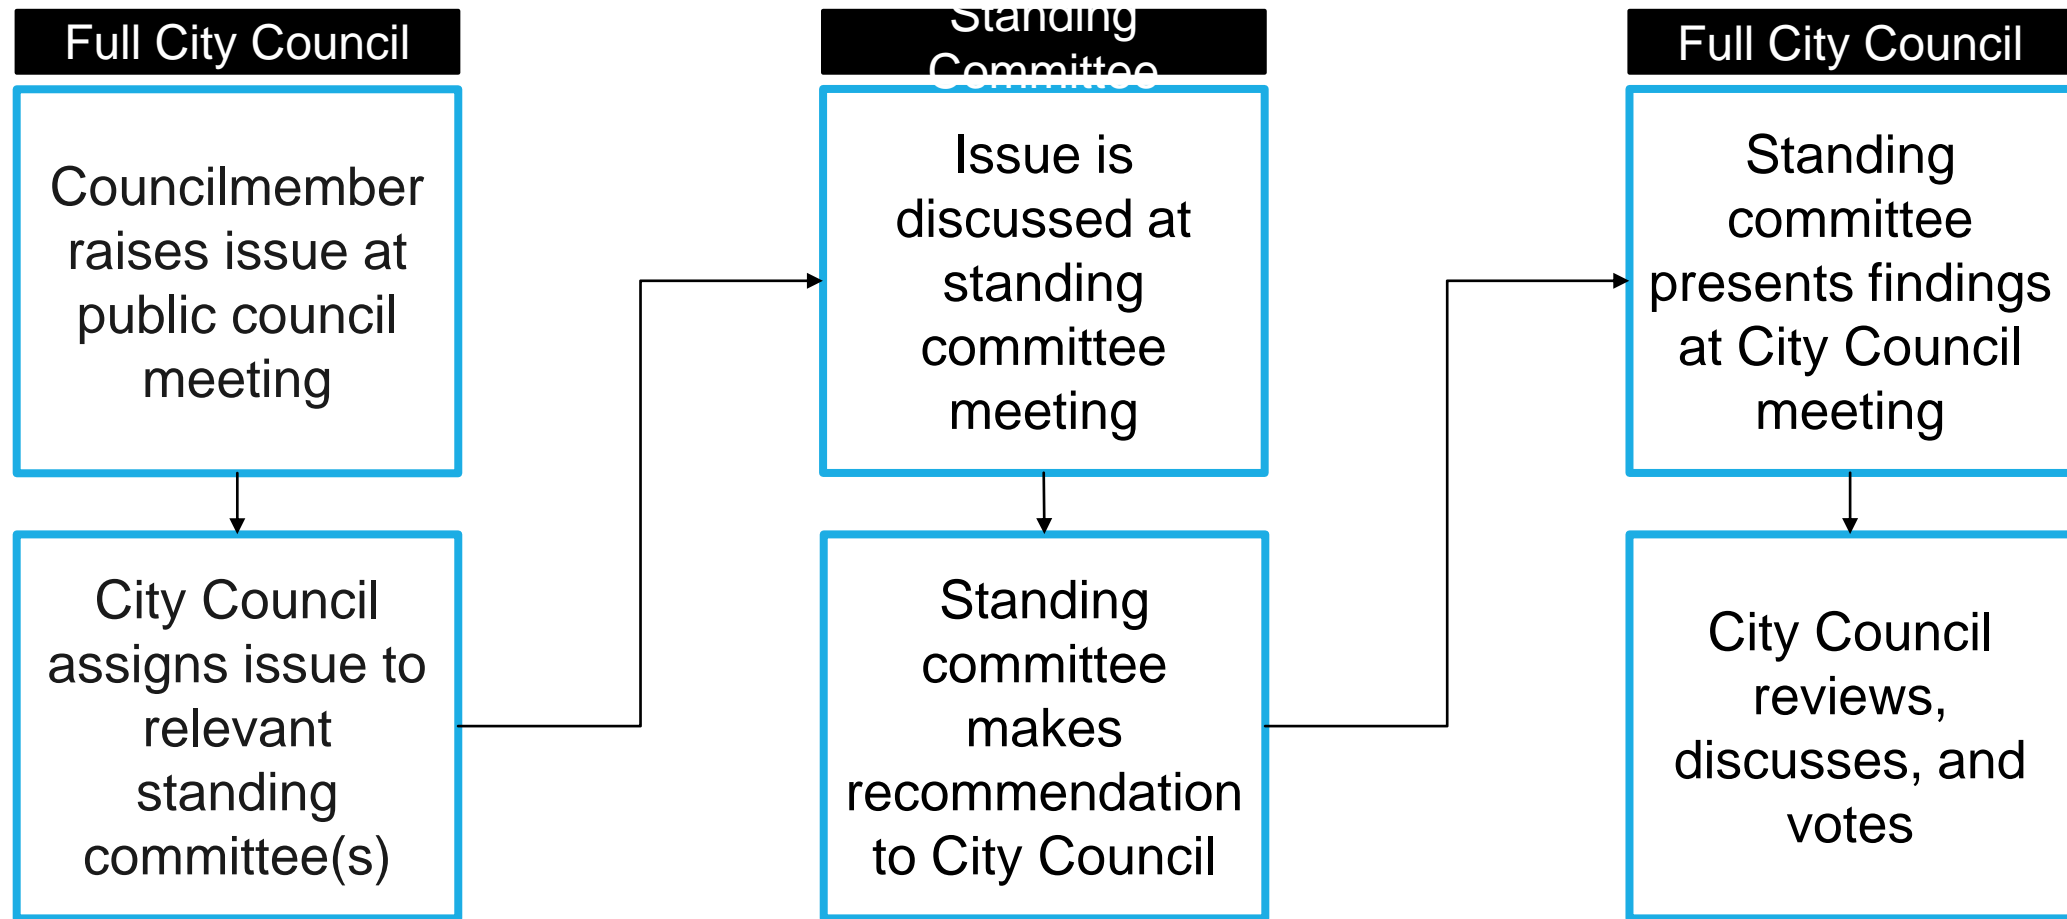 Full City Council
Councilmember
raises issue at
public council
meeting
City Council
assigns issue to
relevant
standing
committee(s)
Standing
Committee
Issue is
discussed at
standing
committee
meeting
Standing
committee
makes
recommendation
to City Council
Full City Council
Standing
committee
presents findings
at City Council
meeting
City Council
reviews,
discusses, and
votes